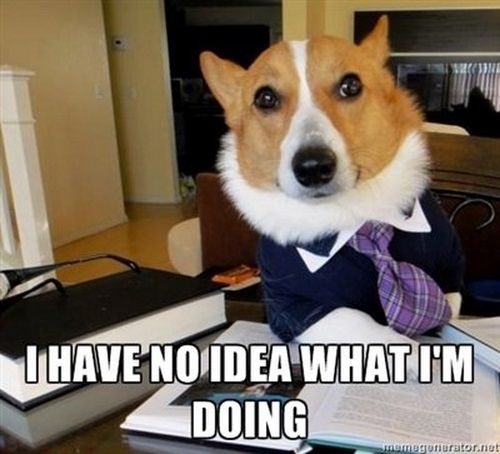 I HAVE NO IDEA WHAT I'M
DOING
memegenerator.net